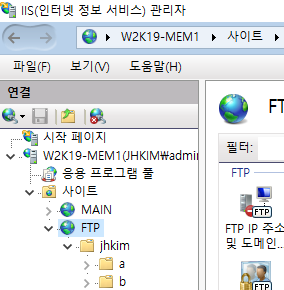 IIS(인터넷 정보 서비스) 관리자
W2K19-MEM1 ▸ 사이트 ▸
파일(F) 보기(V) 도움말(H)
연결
시작 페이지
W2K19-MEM1(JHKIM\admin
응용 프로그램 풀
사이트
MAIN
FTP
jhkim
a
b
필터:
FTP
FTP
FTP IP 주소
및 도메인...